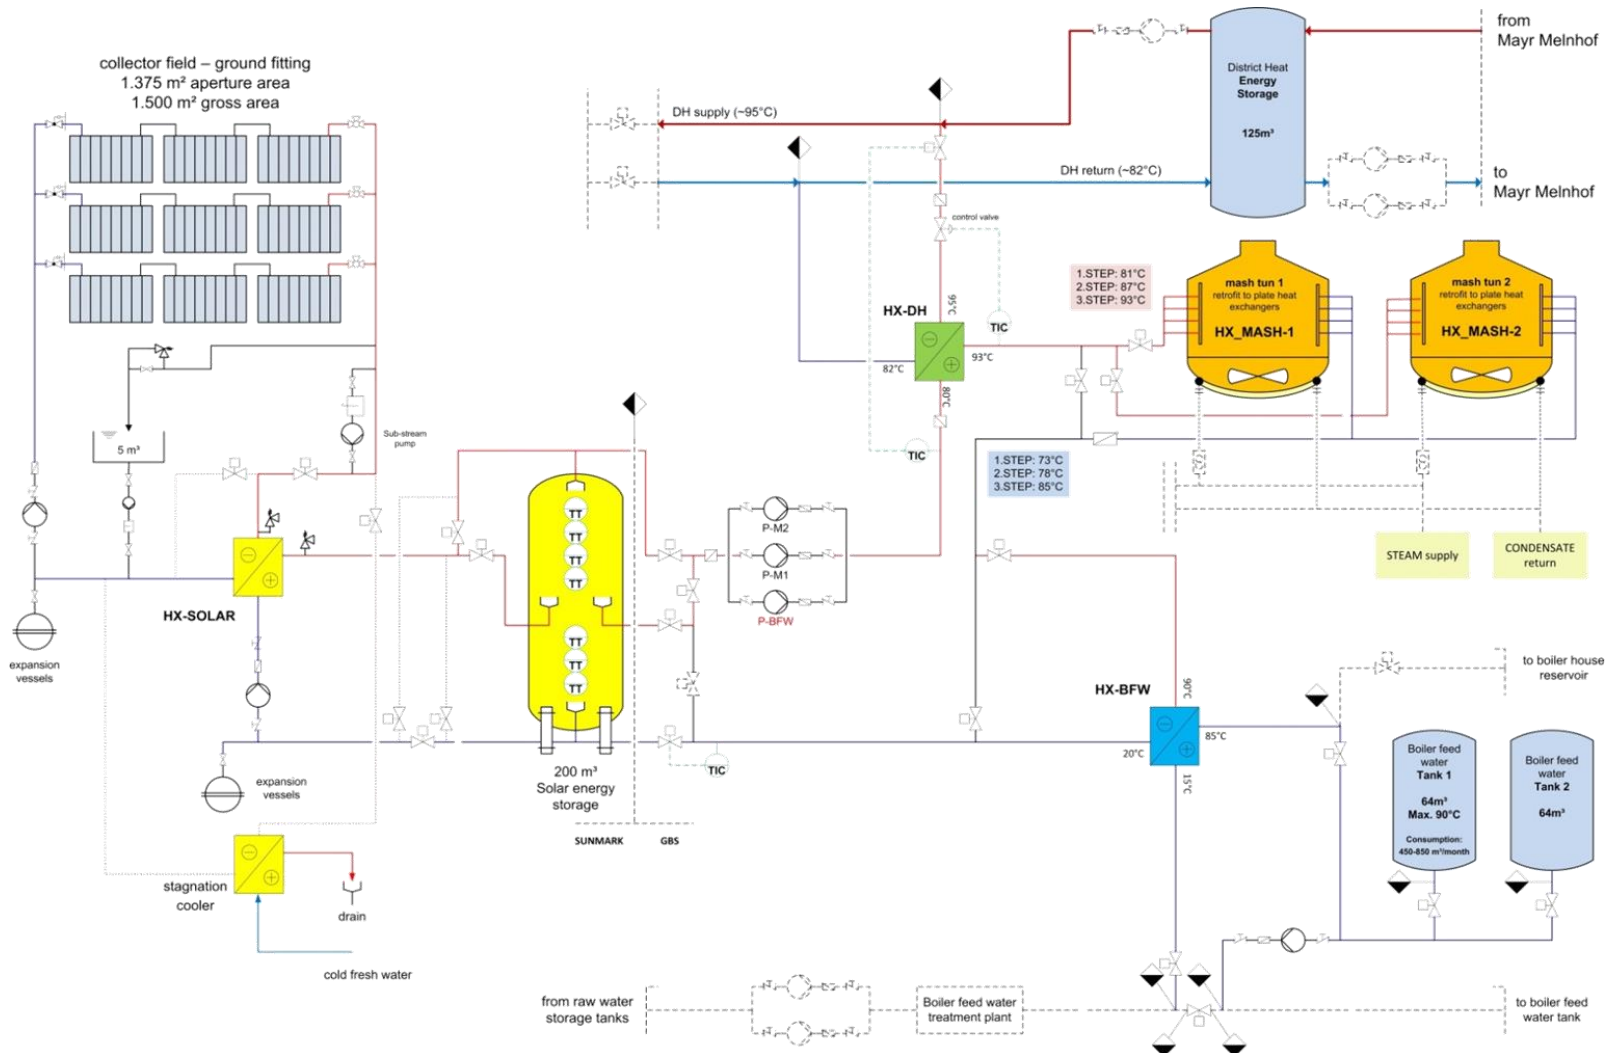 from
Mayr Melnhof
collector field – ground fitting
1.375 m² aperture area
1.500 m² gross area
District Heat
Energy
Storage
125m³
DH supply (~95°C)
DH return (~82°C)
to
Mayr Melnhof
control valve
1.STEP: 81°C
2.STEP: 87°C
3.STEP: 93°C
mash tun 1
retrofit to plate heat
exchangers
HX_MASH-1
mash tun 2
retrofit to plate heat
exchangers
HX_MASH-2
HX-DH
95°C
TIC
93°C
82°C
80°C
TIC
Sub-stream
pump
5 m³
1.STEP: 73°C
2.STEP: 78°C
3.STEP: 85°C
TT
TT
TT
TT
P-M2
P-M1
P-BFW
STEAM supply
CONDENSATE
return
HX-SOLAR
expansion
vessels
TT
TT
TT
to boiler house
reservoir
HX-BFW
90°C
85°C
20°C
15°C
TIC
expansion
vessels
200 m³
Solar energy
storage
SUNMARK
GBS
Boiler feed
water
Tank 1
64m³
Max. 90°C
Consumption:
450-850 m³/month
Boiler feed
water
Tank 2
64m³
stagnation
cooler
drain
cold fresh water
from raw water
storage tanks
Boiler feed water
treatment plant
to boiler feed
water tank